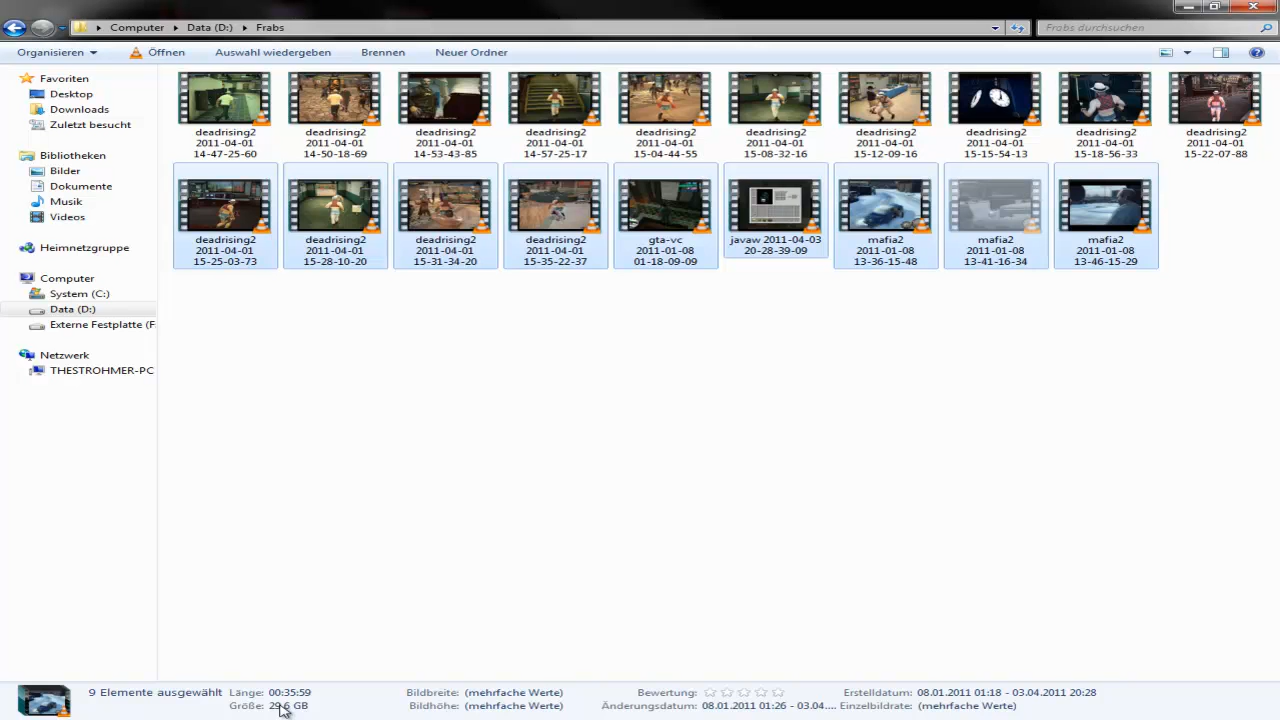 Computer ▸ Data (D:) ▸ Frabs
Frabs durchsuchen
Organisieren Öffnen Auswahl wiedergeben Brennen Neuer Ordner
Favoriten
Desktop
Downloads
Zuletzt besucht
Bibliotheken
Bilder
Dokumente
Musik
Videos
Heimnetzgruppe
Computer
System (C:)
Data (D:)
Externe Festplatte (F
Netzwerk
THESTROHMER-PC
deadrising2
2011-04-01
14-47-25-60
deadrising2
2011-04-01
14-50-18-69
deadrising2
2011-04-01
14-53-43-85
deadrising2
2011-04-01
14-57-25-17
deadrising2
2011-04-01
15-04-44-55
deadrising2
2011-04-01
15-08-32-16
deadrising2
2011-04-01
15-12-09-16
deadrising2
2011-04-01
15-15-54-13
deadrising2
2011-04-01
15-18-56-33
deadrising2
2011-04-01
15-22-07-88
deadrising2
2011-04-01
15-25-03-73
deadrising2
2011-04-01
15-28-10-20
deadrising2
2011-04-01
15-31-34-20
deadrising2
2011-04-01
15-35-22-37
gta-vc
2011-01-08
01-18-09-09
javaw 2011-04-03
20-28-39-09
mafia2
2011-01-08
13-36-15-48
mafia2
2011-01-08
13-41-16-34
mafia2
2011-01-08
13-46-15-29
9 Elemente ausgewählt Länge: 00:35:59 Bildbreite: (mehrfache Werte) Bewertung: Erstelldatum: 08.01.2011 01:18 - 03.04.2011 20:28
Größe: 29,6 GB Bildhöhe: (mehrfache Werte) Änderungsdatum: 08.01.2011 01:26 - 03.04.... Einzelbildrate: (mehrfache Werte)